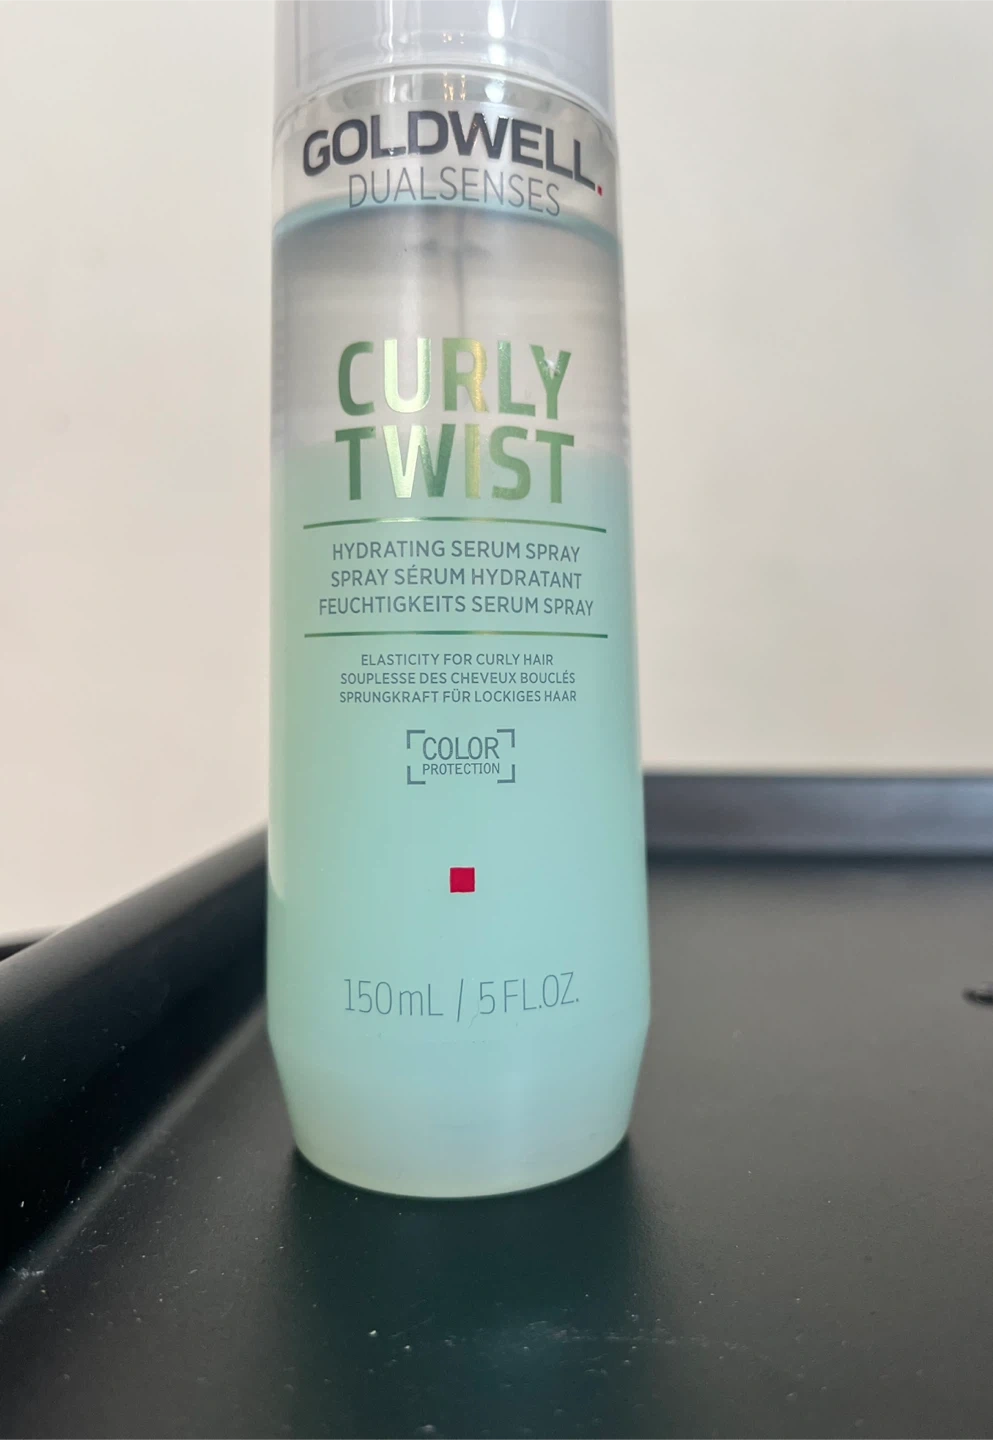 GOLDWELL.
DUALSENSES
CURLY
TWIST
HYDRATING SERUM SPRAY
SPRAY SÉRUM HYDRATANT
FEUCHTIGKEITS SERUM SPRAY
ELASTICITY FOR CURLY HAIR
SOUPLESSE DES CHEVEUX BOUCLÉS
SPRUNGKRAFT FÜR LOCKIGES HAAR
COLOR
PROTECTION
150mL / 5 FL.OZ.